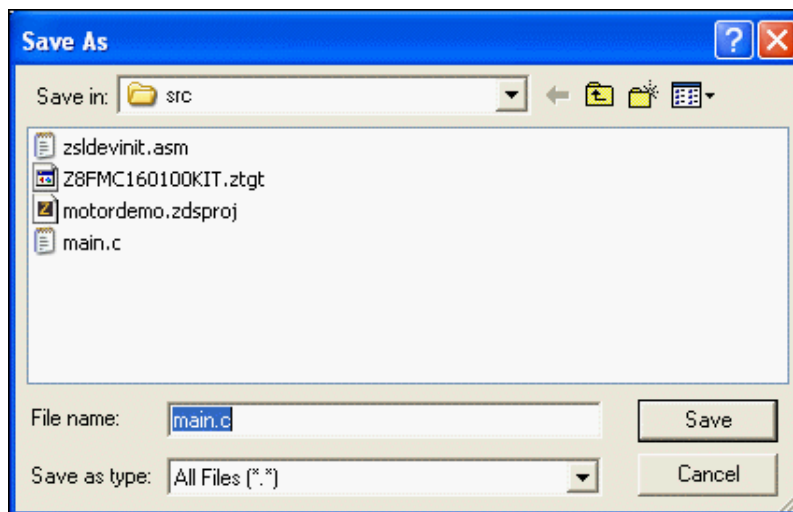 Save As
Save in: src
zsldevinit.asm
Z8FMC160100KIT.ztgt
motordemo.zdsproj
main.c
File name: main.c Save
Save as type: All Files (*.*) Cancel